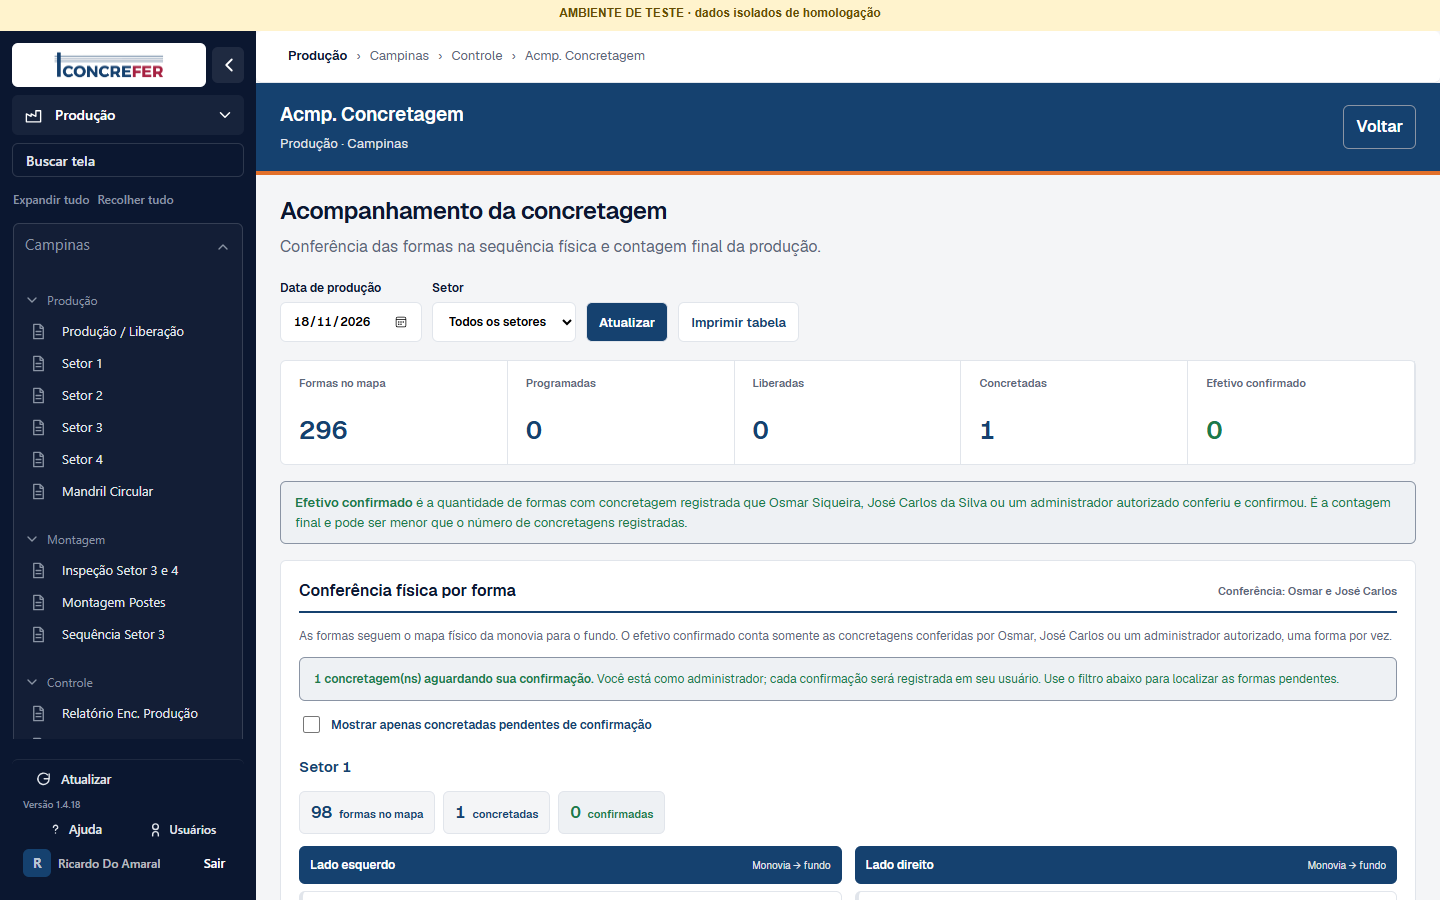 AMBIENTE DE TESTE · dados isolados de homologação
CONCREFER
Produção
Buscar tela
Expandir tudo Recolher tudo
Campinas
Produção
Produção / Liberação
Setor 1
Setor 2
Setor 3
Setor 4
Mandril Circular
Montagem
Inspeção Setor 3 e 4
Montagem Postes
Sequência Setor 3
Controle
Relatório Enc. Produção
Atualizar
Versão 1.4.18
? Ajuda Usuários
R Ricardo Do Amaral Sair
Produção › Campinas › Controle › Acmp. Concretagem
Acmp. Concretagem
Produção · Campinas
Voltar
Acompanhamento da concretagem
Conferência das formas na sequência física e contagem final da produção.
Data de produção Setor
18/11/2026 Todos os setores Atualizar Imprimir tabela
Formas no mapa Programadas Liberadas Concretadas Efetivo confirmado
296 0 0 1 0
Efetivo confirmado é a quantidade de formas com concretagem registrada que Osmar Siqueira, José Carlos da Silva ou um administrador autorizado conferiu e confirmou. É a contagem
final e pode ser menor que o número de concretagens registradas.
Conferência física por forma Conferência: Osmar e José Carlos
As formas seguem o mapa físico da monovia para o fundo. O efetivo confirmado conta somente as concretagens conferidas por Osmar, José Carlos ou um administrador autorizado, uma forma por vez.
1 concretagem(ns) aguardando sua confirmação. Você está como administrador; cada confirmação será registrada em seu usuário. Use o filtro abaixo para localizar as formas pendentes.
Mostrar apenas concretadas pendentes de confirmação
Setor 1
98 formas no mapa 1 concretadas 0 confirmadas
Lado esquerdo Monovia → fundo Lado direito Monovia → fundo